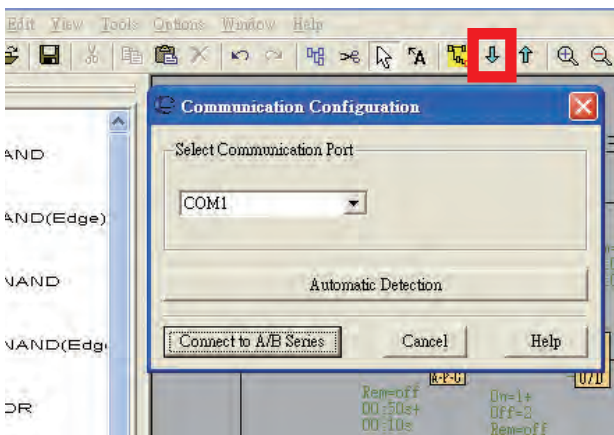 Edit View Tools Options Window Help
A
Communication Configuration
Select Communication Port
COM1
Automatic Detection
Connect to A/B Series
Cancel
Help
AND
AND(Edge)
NAND
NAND(Edg
OR
A-P-G
U/D
Rem=off
00:50s+
00:10s
On=1+
Off=2
Rem=off